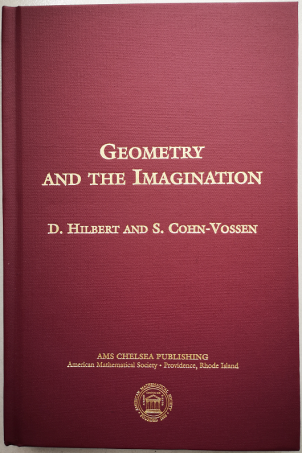 GEOMETRY
AND THE IMAGINATION
D. HILBERT AND S. COHN-VOSSEN
AMS CHELSEA PUBLISHING
American Mathematical Society • Providence, Rhode Island